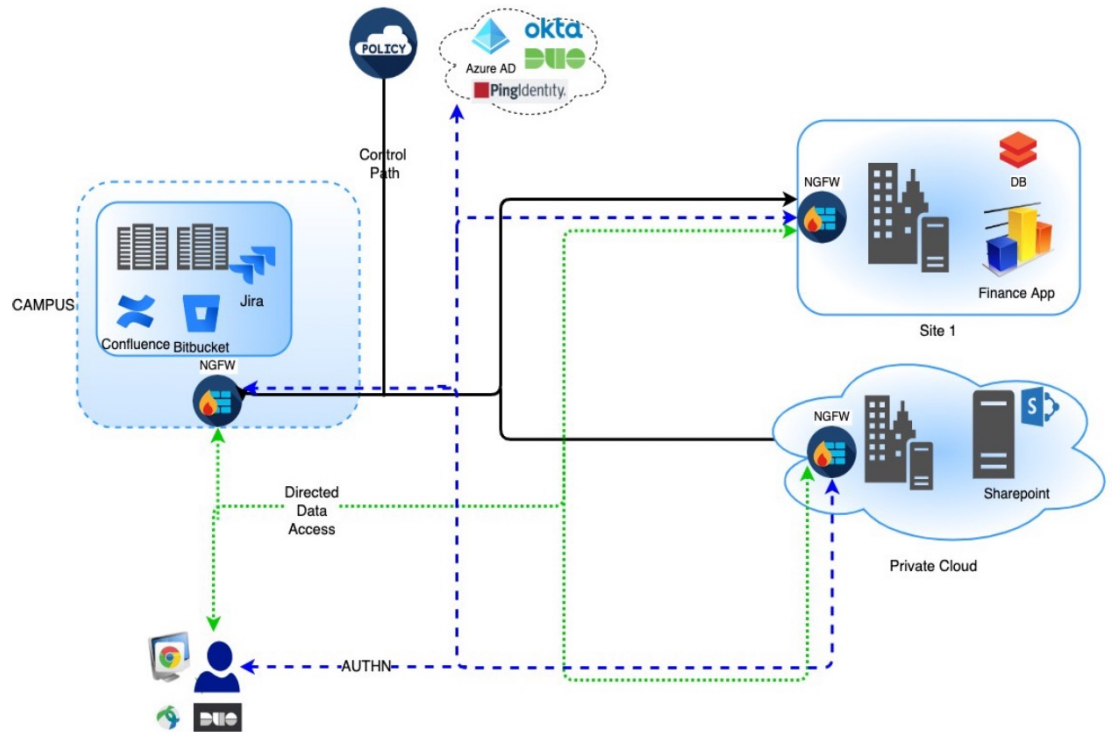 POLICY
okta
Azure AD
DUO
PingIdentity.
Control
Path
NGFW
DB
Finance App
Site 1
CAMPUS
Jira
Confluence
Bitbucket
NGFW
NGFW
S
Sharepoint
Private Cloud
Directed
Data
Access
AUTHN
DUO